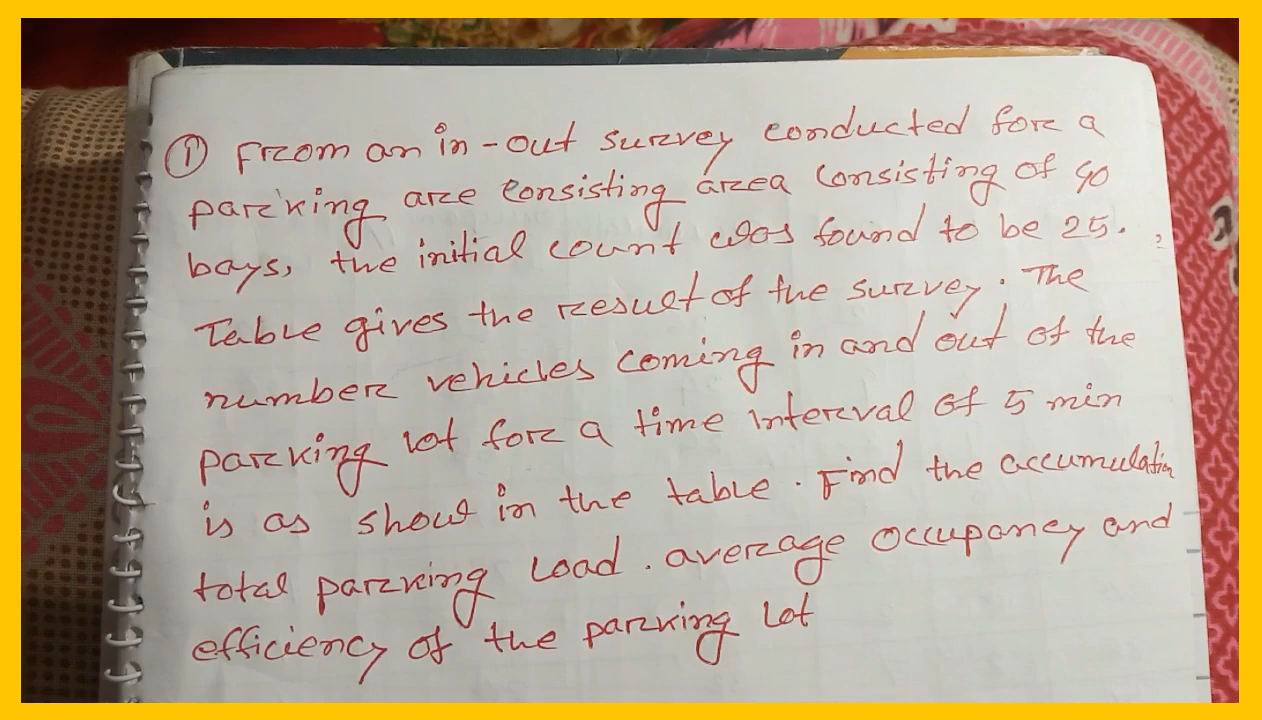 ① From an in-out survey conducted for a
parking are consisting area consisting of 40
bays, the initial count was found to be 25.
Table gives the result of the survey. The
number vehicles coming in and out of the
parking lot for a time interval of 5 min
is as show in the table. Find the accumulation
total parking load. average occupancy and
efficiency of the parking lot